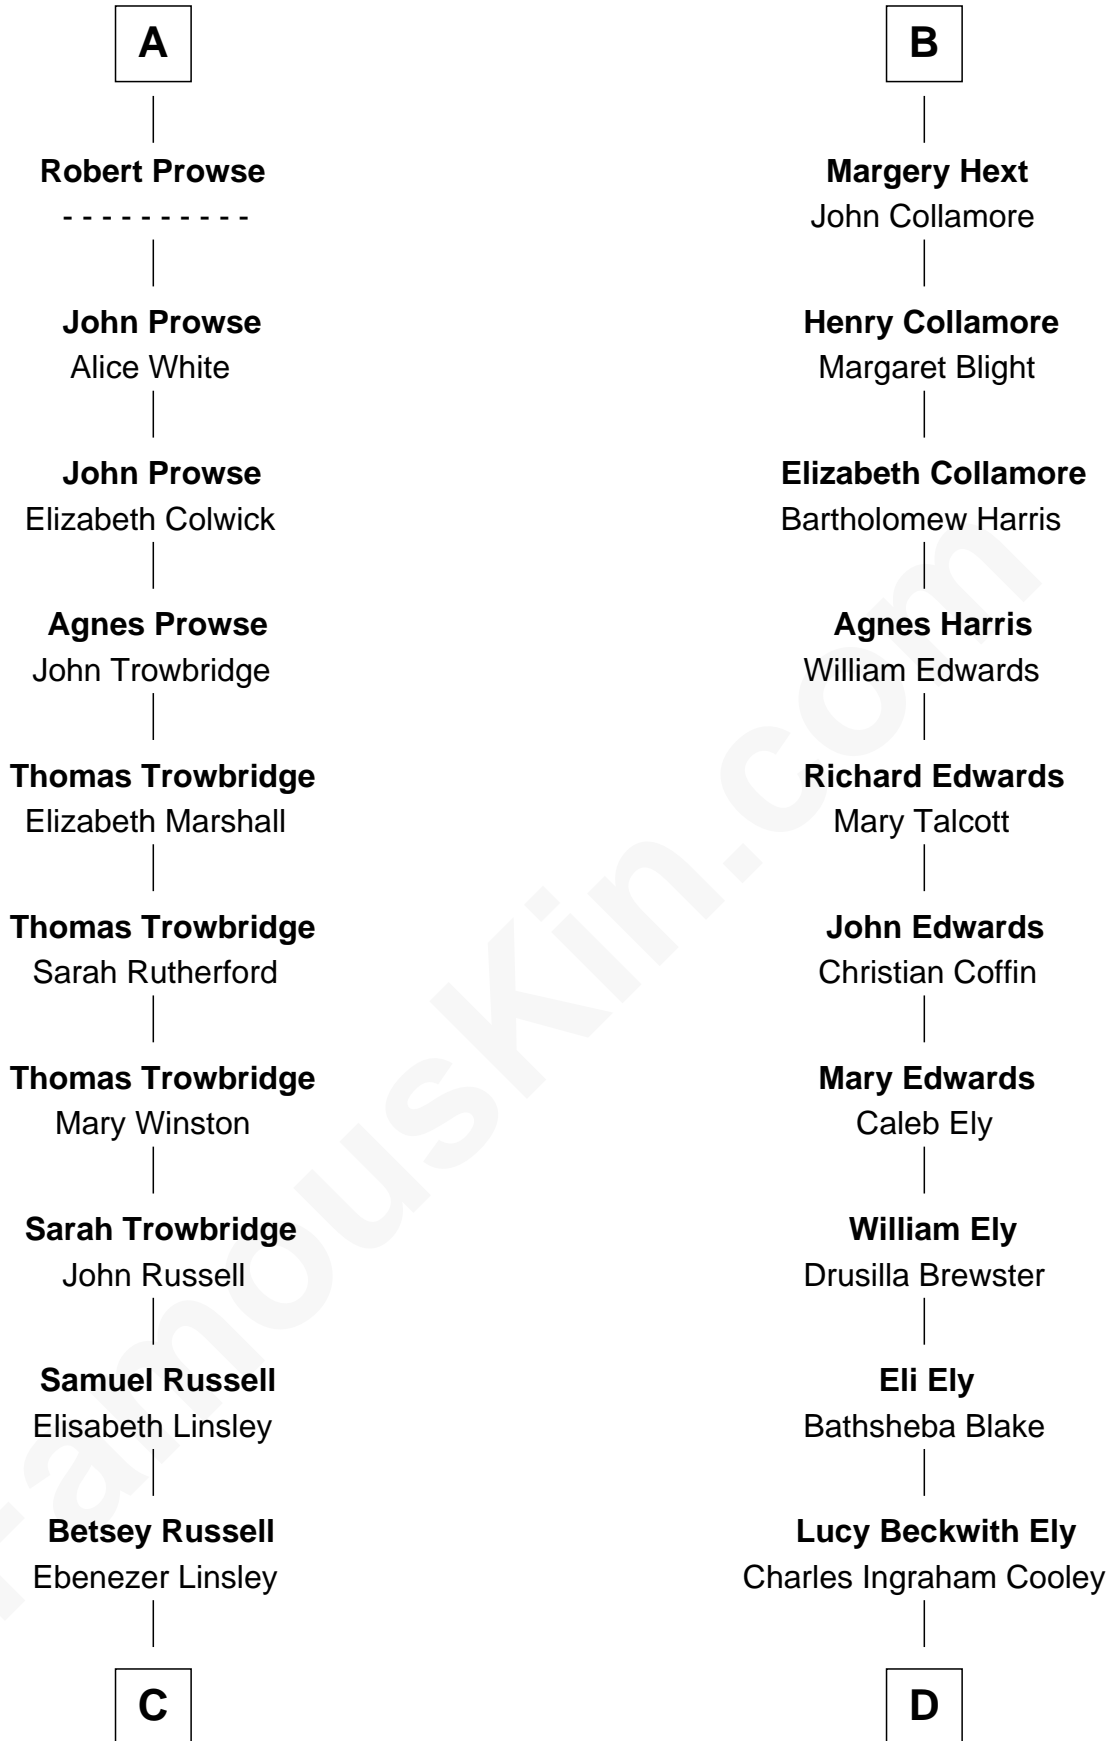 A
Robert Prowse
- - - - - - - - - -
John Prowse
Alice White
John Prowse
Elizabeth Colwick
Agnes Prowse
John Trowbridge
Thomas Trowbridge
Elizabeth Marshall
Thomas Trowbridge
Sarah Rutherford
Thomas Trowbridge
Mary Winston
Sarah Trowbridge
John Russell
Samuel Russell
Elisabeth Linsley
Betsey Russell
Ebenezer Linsley
C
B
Margery Hext
John Collamore
Henry Collamore
Margaret Blight
Elizabeth Collamore
Bartholomew Harris
Agnes Harris
William Edwards
Richard Edwards
Mary Talcott
John Edwards
Christian Coffin
Mary Edwards
Caleb Ely
William Ely
Drusilla Brewster
Eli Ely
Bathsheba Blake
Lucy Beckwith Ely
Charles Ingraham Cooley
D
FamousKin.com